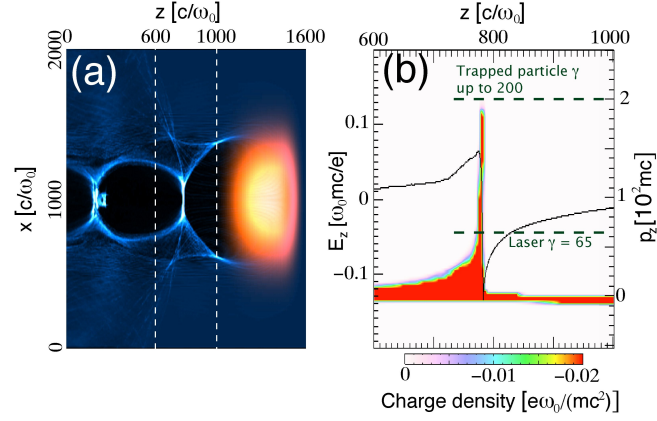 z [c/ω₀]
0 600 1000 1600
(a)
x [c/ω₀]
2000
1000
0
z [c/ω₀]
600 800 1000
(b)
Trapped particle γ
up to 200
Laser γ = 65
E_z [ω₀mc/e]
0.1
0
−0.1
p_z [10²mc]
2
1
0
0 −0.01 −0.02
Charge density [eω₀/(mc²)]